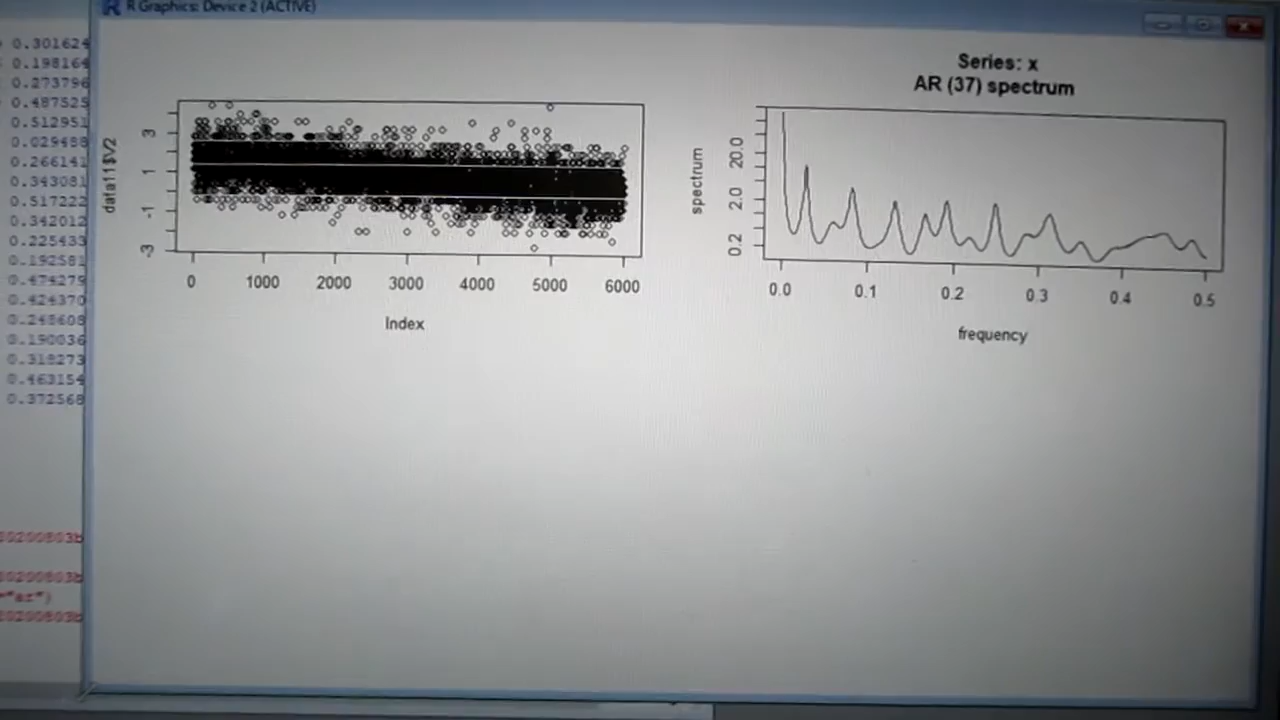 R Graphics: Device 2 (ACTIVE)
0.301624
0.198164
0.273796
0.487525
0.512951
0.029488
0.266141
0.343081
0.517222
0.342012
0.225433
0.192581
0.474279
0.424370
0.248608
0.190036
0.318273
0.463154
0.372568
="ar")
data11$V2
3
1
-1
-3
0 1000 2000 3000 4000 5000 6000
Index
Series: x
AR (37) spectrum
spectrum
20.0
2.0
0.2
0.0 0.1 0.2 0.3 0.4 0.5
frequency